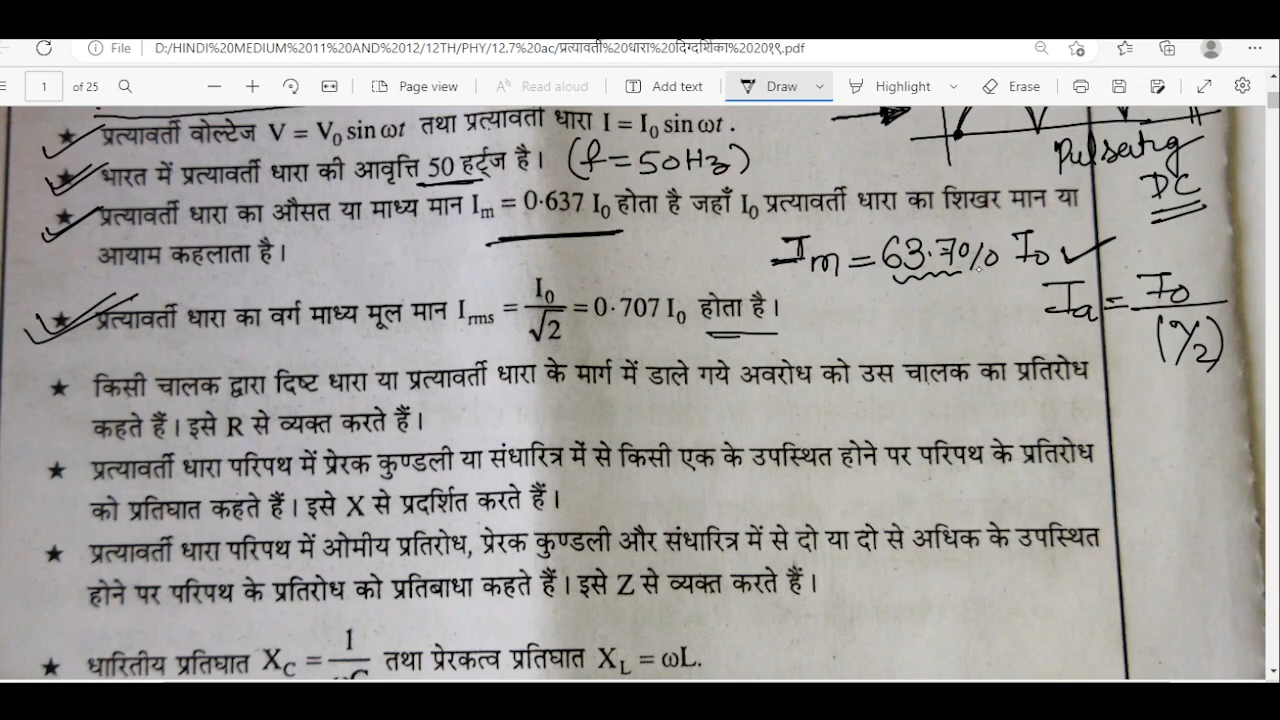 File D:/HINDI%20MEDIUM%2011%20AND%2012/12TH/PHY/12.7%20ac/प्रत्यावर्ती%20धारा%20दिग्दर्शिका%202019.pdf
1 of 25 Page view Read aloud Add text Draw Highlight Erase
★ प्रत्यावर्ती वोल्टेज V = V₀ sin ωt तथा प्रत्यावर्ती धारा I = I₀ sin ωt .
Pulsating
DC
★ भारत में प्रत्यावर्ती धारा की आवृत्ति 50 हर्ट्ज है। (f=50Hz)
★ प्रत्यावर्ती धारा का औसत या माध्य मान Iₘ = 0·637 I₀ होता है जहाँ I₀ प्रत्यावर्ती धारा का शिखर मान या
आयाम कहलाता है।
Iₘ = 63.7% I₀
★ प्रत्यावर्ती धारा का वर्ग माध्य मूल मान Irms = I₀/√2 = 0·707 I₀ होता है।
Ia = I₀/(π/2)
★ किसी चालक द्वारा दिष्ट धारा या प्रत्यावर्ती धारा के मार्ग में डाले गये अवरोध को उस चालक का प्रतिरोध
कहते हैं। इसे R से व्यक्त करते हैं।
★ प्रत्यावर्ती धारा परिपथ में प्रेरक कुण्डली या संधारित्र में से किसी एक के उपस्थित होने पर परिपथ के प्रतिरोध
को प्रतिघात कहते हैं। इसे X से प्रदर्शित करते हैं।
★ प्रत्यावर्ती धारा परिपथ में ओमीय प्रतिरोध, प्रेरक कुण्डली और संधारित्र में से दो या दो से अधिक के उपस्थित
होने पर परिपथ के प्रतिरोध को प्रतिबाधा कहते हैं। इसे Z से व्यक्त करते हैं।
★ धारितीय प्रतिघात X_C = 1/ωC तथा प्रेरकत्व प्रतिघात X_L = ωL.